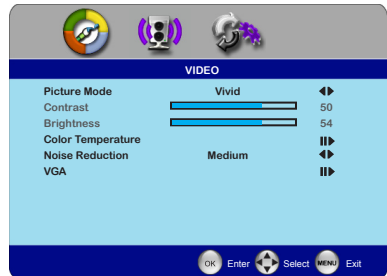 VIDEO
Picture Mode Vivid
Contrast 50
Brightness 54
Color Temperature
Noise Reduction Medium
VGA
OK Enter Select MENU Exit